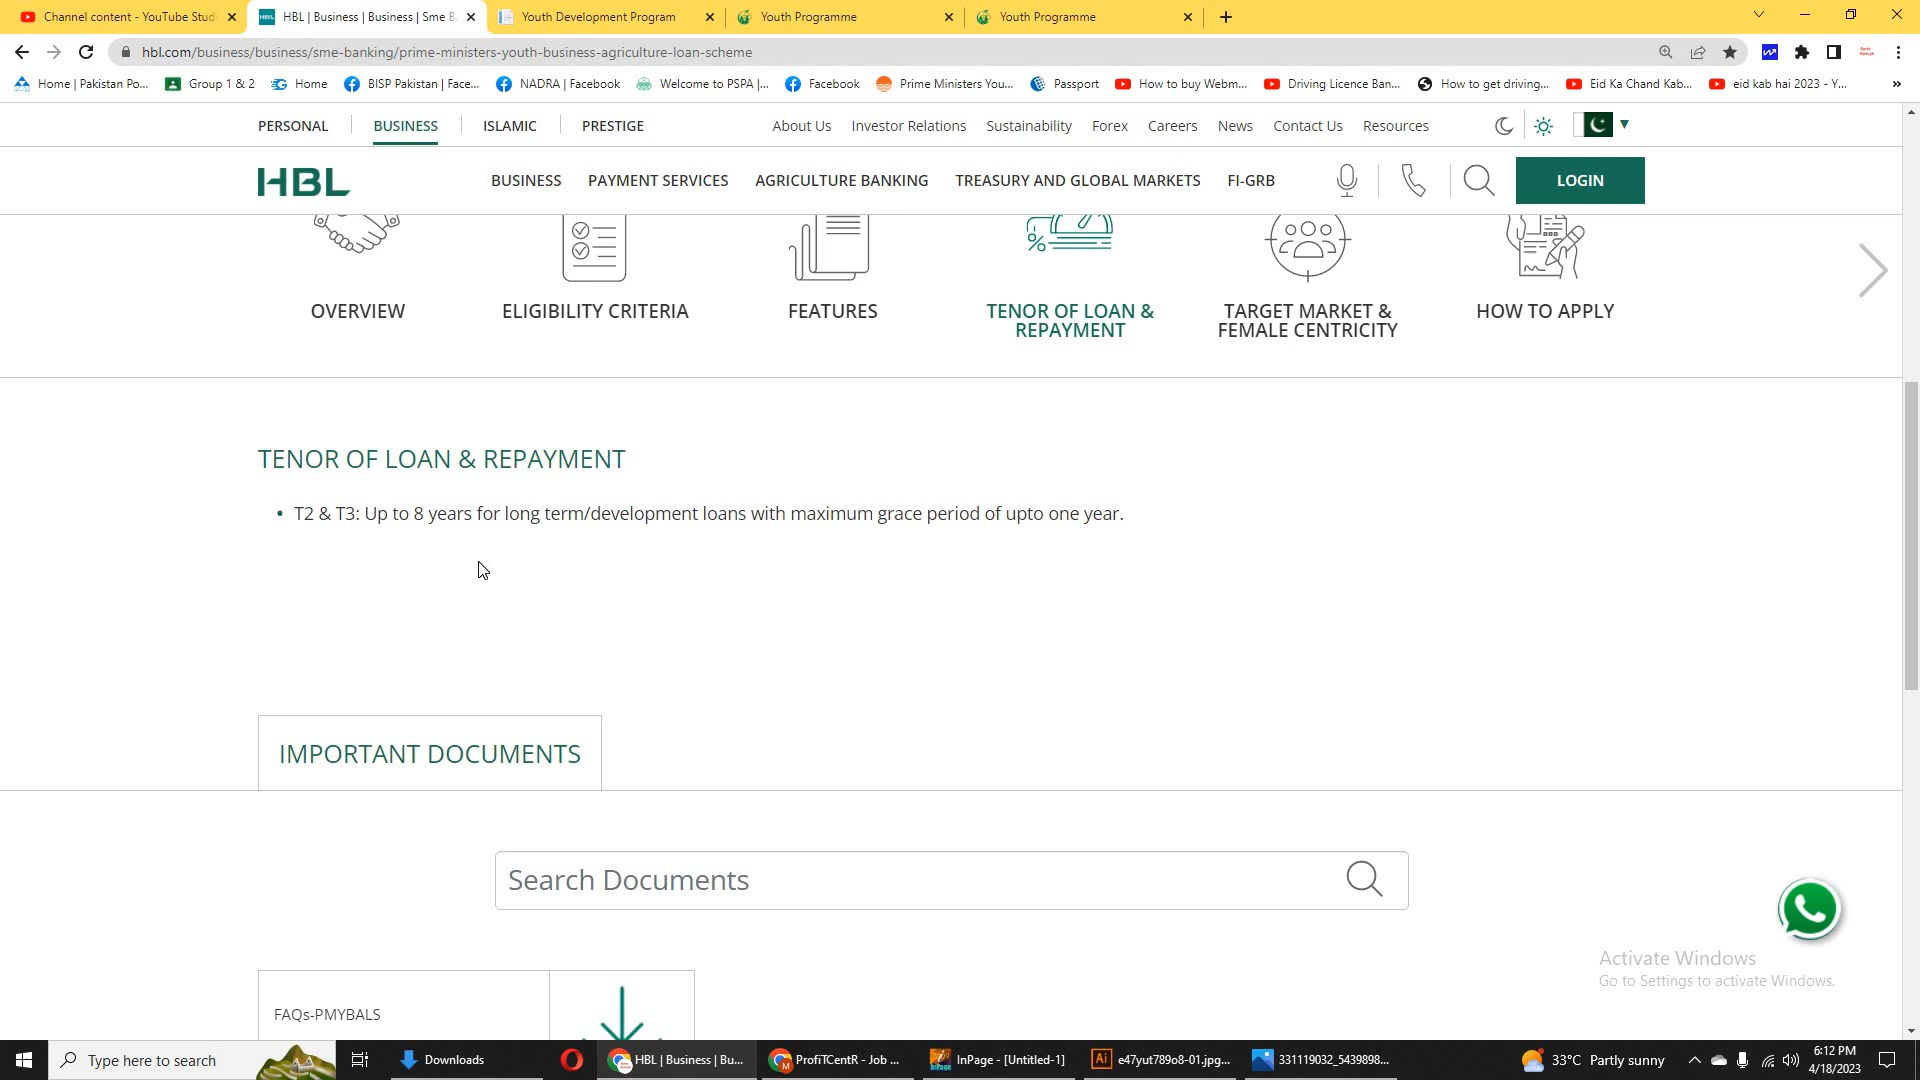 Channel content - YouTube Stud
HBL | Business | Business | Sme B
Youth Development Program
Youth Programme
Youth Programme
hbl.com/business/business/sme-banking/prime-ministers-youth-business-agriculture-loan-scheme
Home | Pakistan Po...
Group 1 & 2
Home
BISP Pakistan | Face...
NADRA | Facebook
Welcome to PSPA |...
Facebook
Prime Ministers You...
Passport
How to buy Webm...
Driving Licence Ban...
How to get driving...
Eid Ka Chand Kab...
eid kab hai 2023 - Y...
»
PERSONAL
BUSINESS
ISLAMIC
PRESTIGE
About Us
Investor Relations
Sustainability
Forex
Careers
News
Contact Us
Resources
HBL
BUSINESS
PAYMENT SERVICES
AGRICULTURE BANKING
TREASURY AND GLOBAL MARKETS
FI-GRB
LOGIN
OVERVIEW
ELIGIBILITY CRITERIA
FEATURES
TENOR OF LOAN &
REPAYMENT
TARGET MARKET &
FEMALE CENTRICITY
HOW TO APPLY
TENOR OF LOAN & REPAYMENT
• T2 & T3: Up to 8 years for long term/development loans with maximum grace period of upto one year.
IMPORTANT DOCUMENTS
Search Documents
Activate Windows
Go to Settings to activate Windows.
FAQs-PMYBALS
Type here to search
Downloads
HBL | Business | Bu...
ProfiTCentR - Job ...
InPage - [Untitled-1]
e47yut789o8-01.jpg...
331119032_5439898...
33°C Partly sunny
6:12 PM
4/18/2023